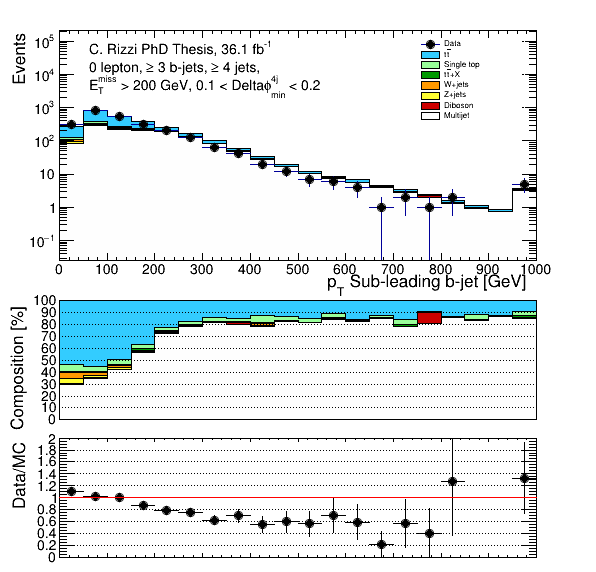 Events
10⁵
10⁴
10³
10²
10
1
10⁻¹
C. Rizzi PhD Thesis, 36.1 fb⁻¹
0 lepton, ≥ 3 b-jets, ≥ 4 jets,
E_T^miss > 200 GeV, 0.1 < Deltaϕ_min^4j < 0.2
Data
tt̄
Single top
tt̄+X
W+jets
Z+jets
Diboson
Multijet
0 100 200 300 400 500 600 700 800 900 1000
p_T Sub-leading b-jet [GeV]
Composition [%]
100
90
80
70
60
50
40
30
20
10
0
Data/MC
2
1.8
1.6
1.4
1.2
1
0.8
0.6
0.4
0.2
0